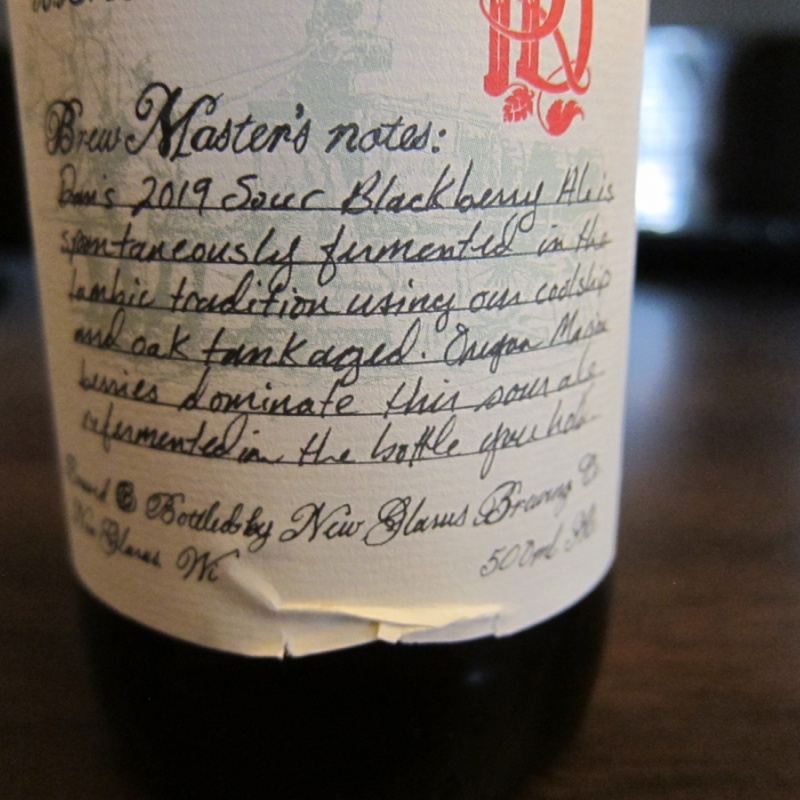 Brew Master's notes:
Dan's 2019 Sour Blackberry Ale is
spontaneously fermented in the
lambic tradition using our coolship
and oak tank aged. Oregon Marion
berries dominate this sour ale
refermented in the bottle you hold.
Brewed & Bottled by New Glarus Brewing Co.
New Glarus Wi
500ml